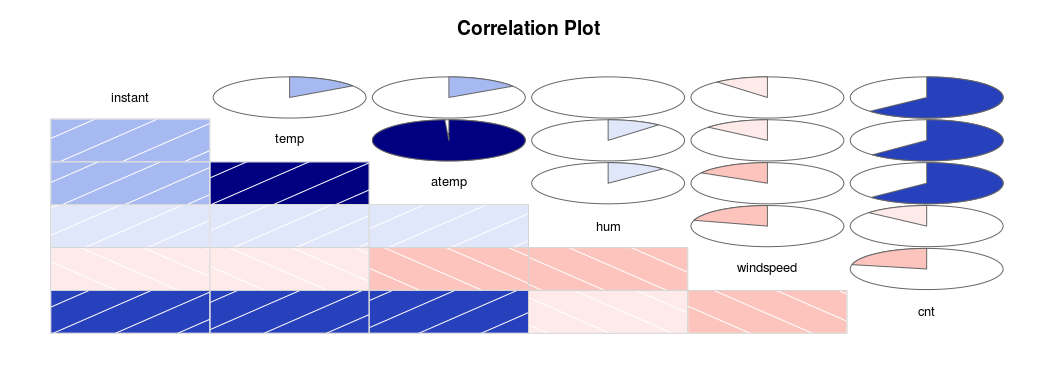 Correlation Plot
instant
temp
atemp
hum
windspeed
cnt